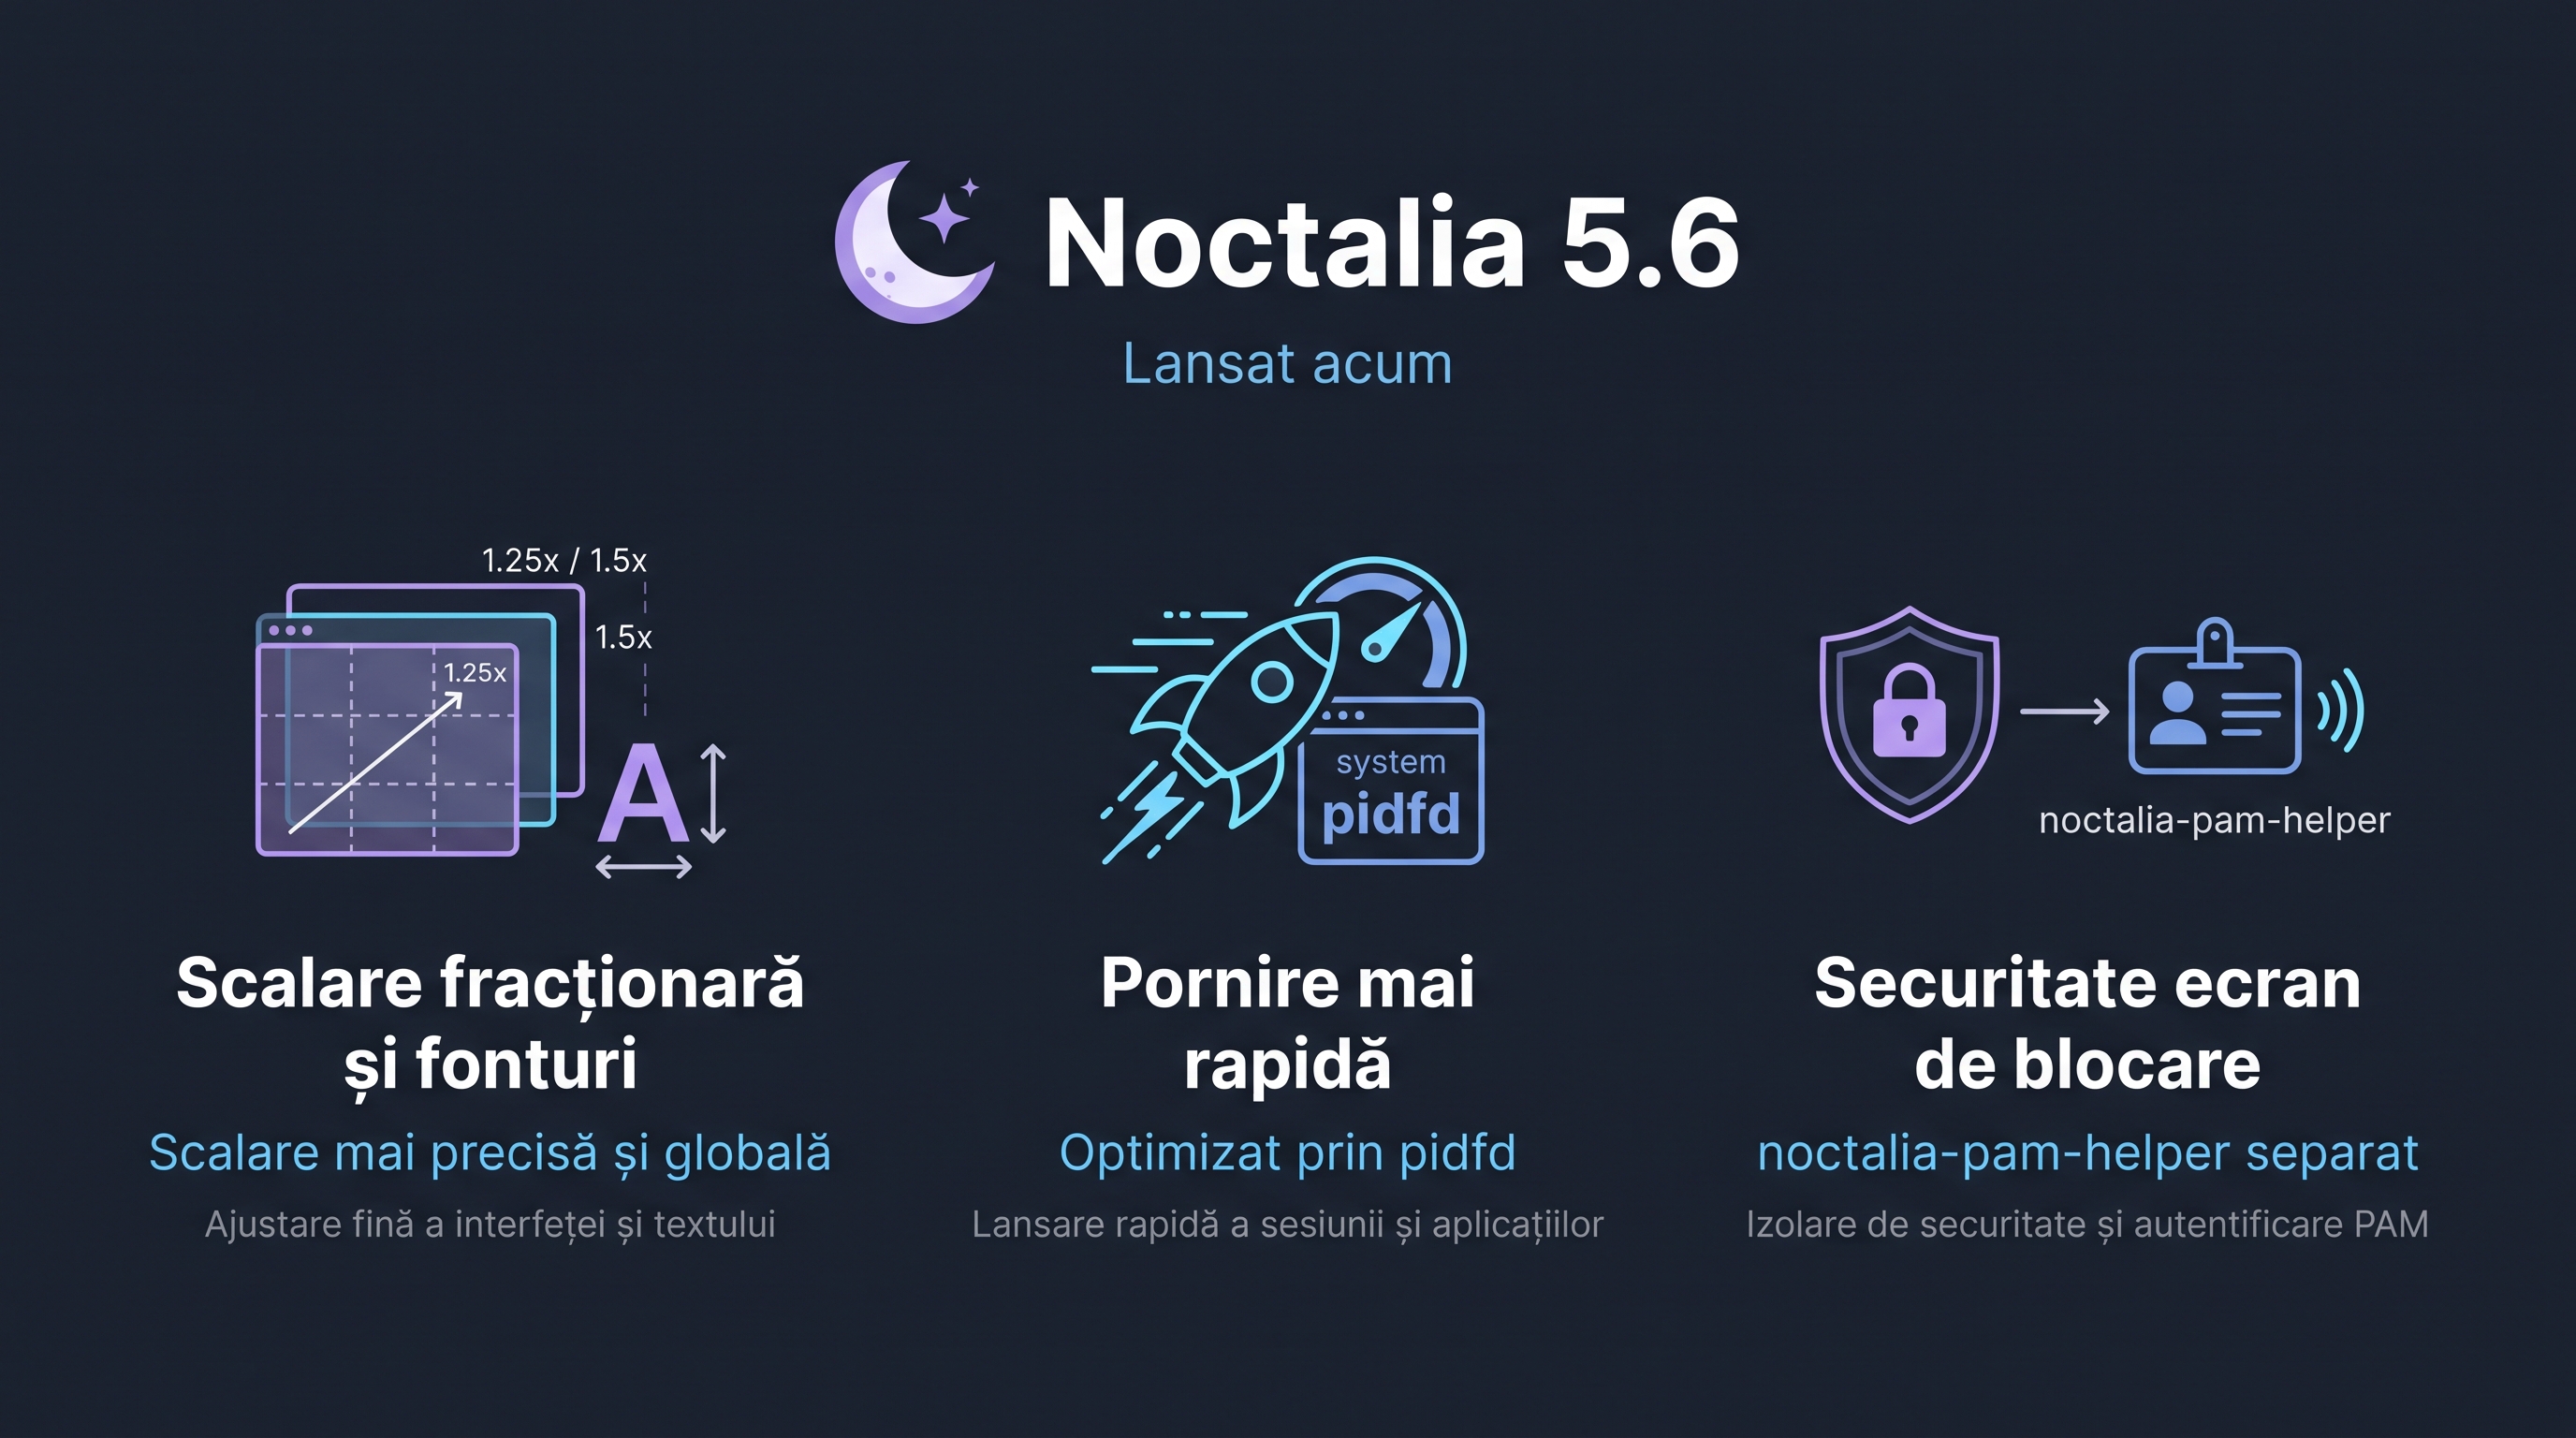 Noctalia 5.6
Lansat acum
1.25x / 1.5x
1.5x
1.25x
A
system
pidfd
noctalia-pam-helper
Scalare fracționară
și fonturi
Scalare mai precisă și globală
Ajustare fină a interfeței și textului
Pornire mai
rapidă
Optimizat prin pidfd
Lansare rapidă a sesiunii și aplicațiilor
Securitate ecran
de blocare
noctalia-pam-helper separat
Izolare de securitate și autentificare PAM